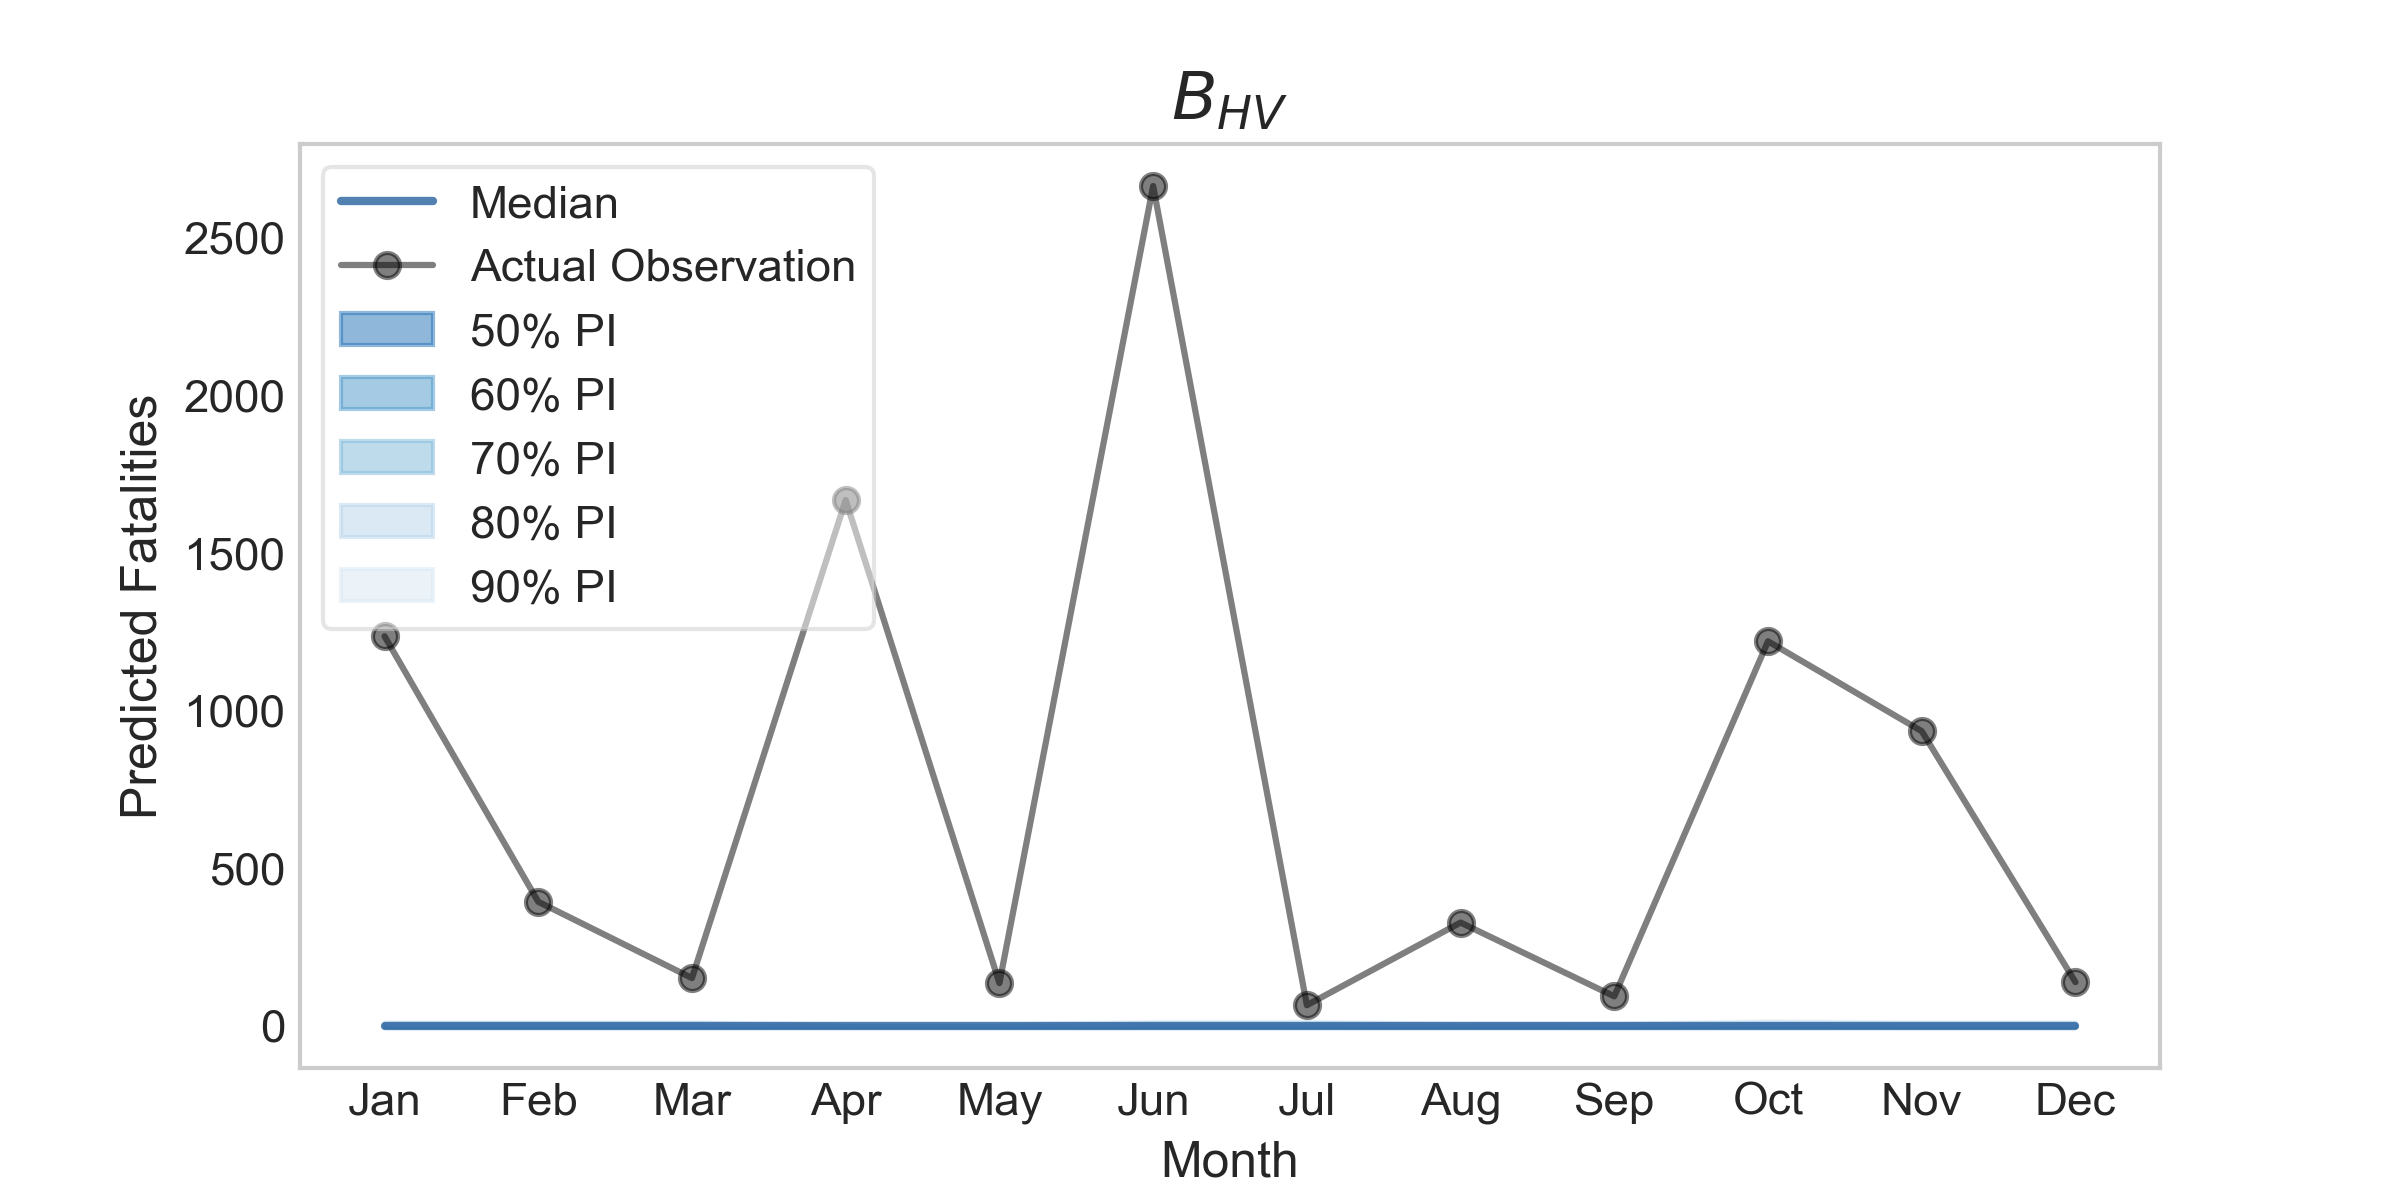 B_HV
Median
Actual Observation
50% PI
60% PI
70% PI
80% PI
90% PI
2500
2000
1500
1000
500
0
Predicted Fatalities
Jan Feb Mar Apr May Jun Jul Aug Sep Oct Nov Dec
Month